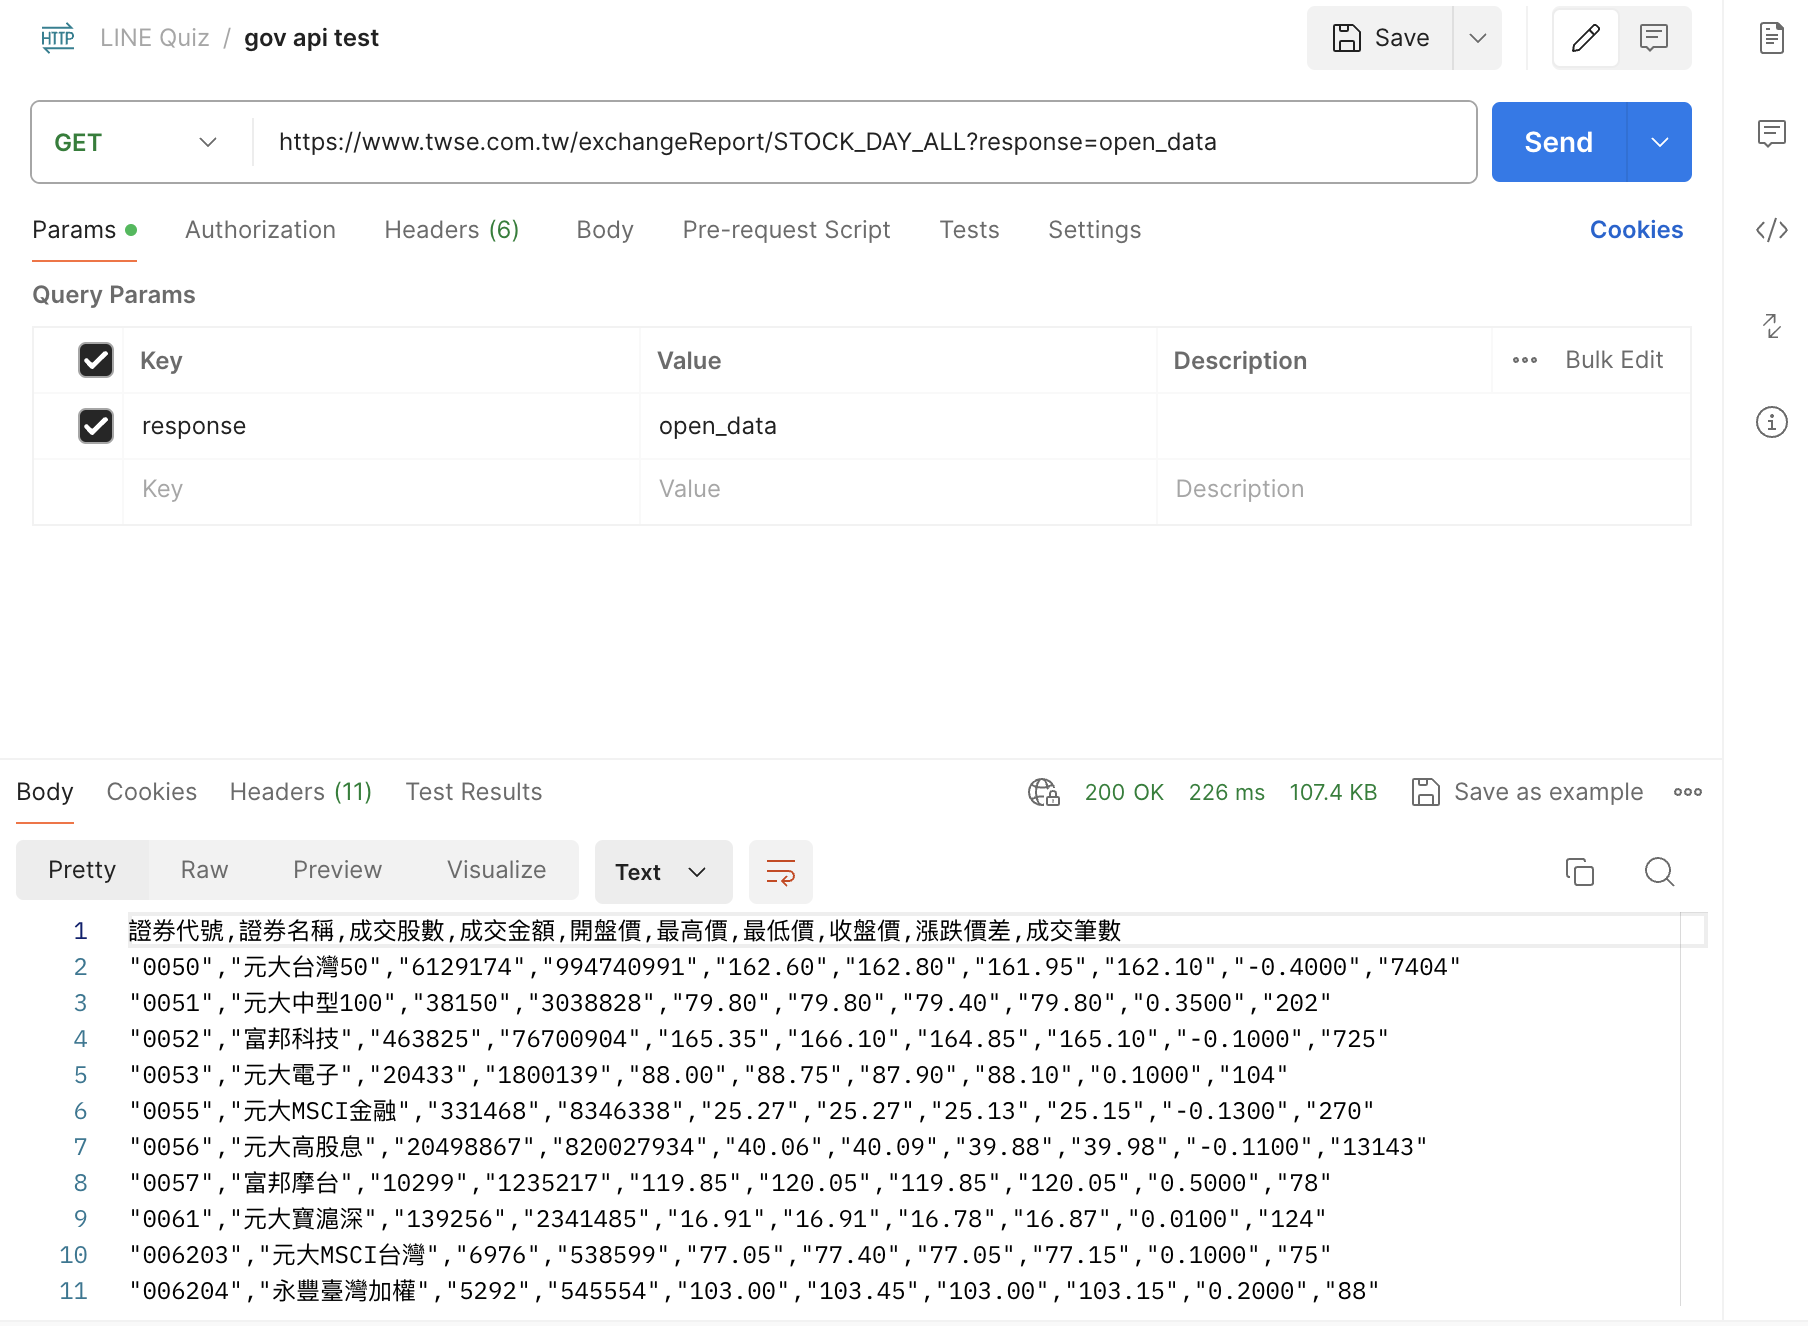 HTTP LINE Quiz / gov api test Save
GET https://www.twse.com.tw/exchangeReport/STOCK_DAY_ALL?response=open_data Send
Params Authorization Headers (6) Body Pre-request Script Tests Settings Cookies
Query Params
Key Value Description Bulk Edit
response open_data
Key Value Description
Body Cookies Headers (11) Test Results 200 OK 226 ms 107.4 KB Save as example
Pretty Raw Preview Visualize Text
1 證券代號,證券名稱,成交股數,成交金額,開盤價,最高價,最低價,收盤價,漲跌價差,成交筆數
2 "0050","元大台灣50","6129174","994740991","162.60","162.80","161.95","162.10","-0.4000","7404"
3 "0051","元大中型100","38150","3038828","79.80","79.80","79.40","79.80","0.3500","202"
4 "0052","富邦科技","463825","76700904","165.35","166.10","164.85","165.10","-0.1000","725"
5 "0053","元大電子","20433","1800139","88.00","88.75","87.90","88.10","0.1000","104"
6 "0055","元大MSCI金融","331468","8346338","25.27","25.27","25.13","25.15","-0.1300","270"
7 "0056","元大高股息","20498867","820027934","40.06","40.09","39.88","39.98","-0.1100","13143"
8 "0057","富邦摩台","10299","1235217","119.85","120.05","119.85","120.05","0.5000","78"
9 "0061","元大寶滬深","139256","2341485","16.91","16.91","16.78","16.87","0.0100","124"
10 "006203","元大MSCI台灣","6976","538599","77.05","77.40","77.05","77.15","0.1000","75"
11 "006204","永豐臺灣加權","5292","545554","103.00","103.45","103.00","103.15","0.2000","88"